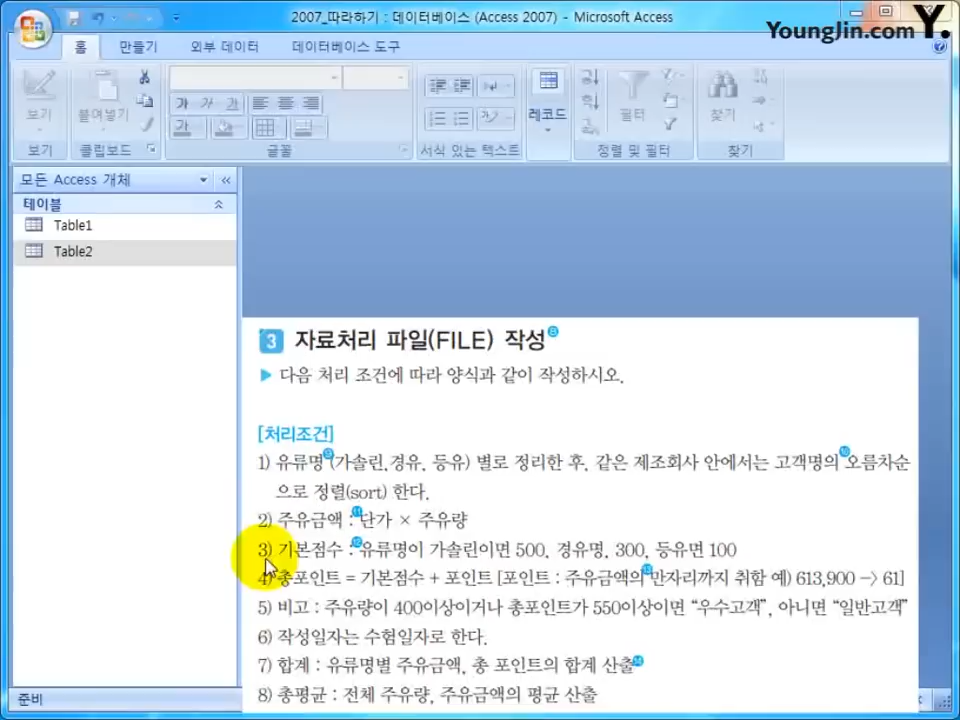 2007_따라하기 : 데이터베이스 (Access 2007) - Microsoft Access
YoungJin.com Y.
홈 만들기 외부 데이터 데이터베이스 도구
보기 붙여넣기 가 가 가 가 레코드 필터 찾기
보기 클립보드 글꼴 서식 있는 텍스트 정렬 및 필터 찾기
모든 Access 개체
테이블
Table1
Table2
3 자료처리 파일(FILE) 작성
다음 처리 조건에 따라 양식과 같이 작성하시오.
[처리조건]
1) 유류명 (가솔린,경유, 등유) 별로 정리한 후, 같은 제조회사 안에서는 고객명의 오름차순
으로 정렬(sort) 한다.
2) 주유금액 : 단가 × 주유량
3) 기본점수 : 유류명이 가솔린이면 500, 경유명, 300, 등유면 100
4) 총포인트 = 기본점수 + 포인트 [포인트 : 주유금액의 만자리까지 취함 예) 613,900 -> 61]
5) 비고 : 주유량이 400이상이거나 총포인트가 550이상이면 “우수고객”, 아니면 “일반고객”
6) 작성일자는 수험일자로 한다.
7) 합계 : 유류명별 주유금액, 총 포인트의 합계 산출
8) 총평균 : 전체 주유량, 주유금액의 평균 산출
준비